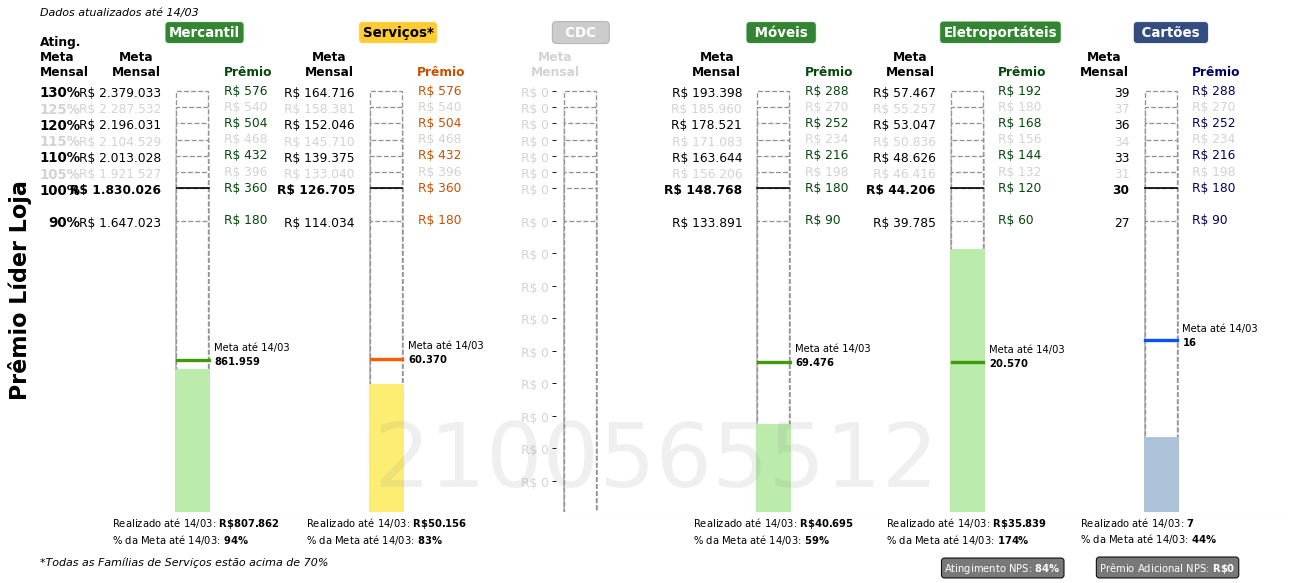 Dados atualizados até 14/03
Mercantil Serviços* CDC Móveis Eletroportáteis Cartões
Ating.
Meta Meta Meta Meta Meta Meta Meta
Mensal Mensal Prêmio Mensal Prêmio Mensal Mensal Prêmio Mensal Prêmio Mensal Prêmio
130% R$ 2.379.033 R$ 576 R$ 164.716 R$ 576 R$ 0 R$ 193.398 R$ 288 R$ 57.467 R$ 192 39 R$ 288
125% R$ 2.287.532 R$ 540 R$ 158.381 R$ 540 R$ 0 R$ 185.960 R$ 270 R$ 55.257 R$ 180 37 R$ 270
120% R$ 2.196.031 R$ 504 R$ 152.046 R$ 504 R$ 0 R$ 178.521 R$ 252 R$ 53.047 R$ 168 36 R$ 252
115% R$ 2.104.529 R$ 468 R$ 145.710 R$ 468 R$ 0 R$ 171.083 R$ 234 R$ 50.836 R$ 156 34 R$ 234
110% R$ 2.013.028 R$ 432 R$ 139.375 R$ 432 R$ 0 R$ 163.644 R$ 216 R$ 48.626 R$ 144 33 R$ 216
105% R$ 1.921.527 R$ 396 R$ 133.040 R$ 396 R$ 0 R$ 156.206 R$ 198 R$ 46.416 R$ 132 31 R$ 198
100% R$ 1.830.026 R$ 360 R$ 126.705 R$ 360 R$ 0 R$ 148.768 R$ 180 R$ 44.206 R$ 120 30 R$ 180
90% R$ 1.647.023 R$ 180 R$ 114.034 R$ 180 R$ 0 R$ 133.891 R$ 90 R$ 39.785 R$ 60 27 R$ 90
R$ 0
R$ 0
R$ 0
R$ 0
R$ 0
R$ 0
R$ 0
R$ 0
Prêmio Líder Loja
Meta até 14/03 Meta até 14/03 Meta até 14/03 Meta até 14/03 Meta até 14/03
861.959 60.370 69.476 20.570 16
2100565512
Realizado até 14/03: R$807.862 Realizado até 14/03: R$50.156 Realizado até 14/03: R$40.695 Realizado até 14/03: R$35.839 Realizado até 14/03: 7
% da Meta até 14/03: 94% % da Meta até 14/03: 83% % da Meta até 14/03: 59% % da Meta até 14/03: 174% % da Meta até 14/03: 44%
*Todas as Famílias de Serviços estão acima de 70% Atingimento NPS: 84% Prêmio Adicional NPS: R$0